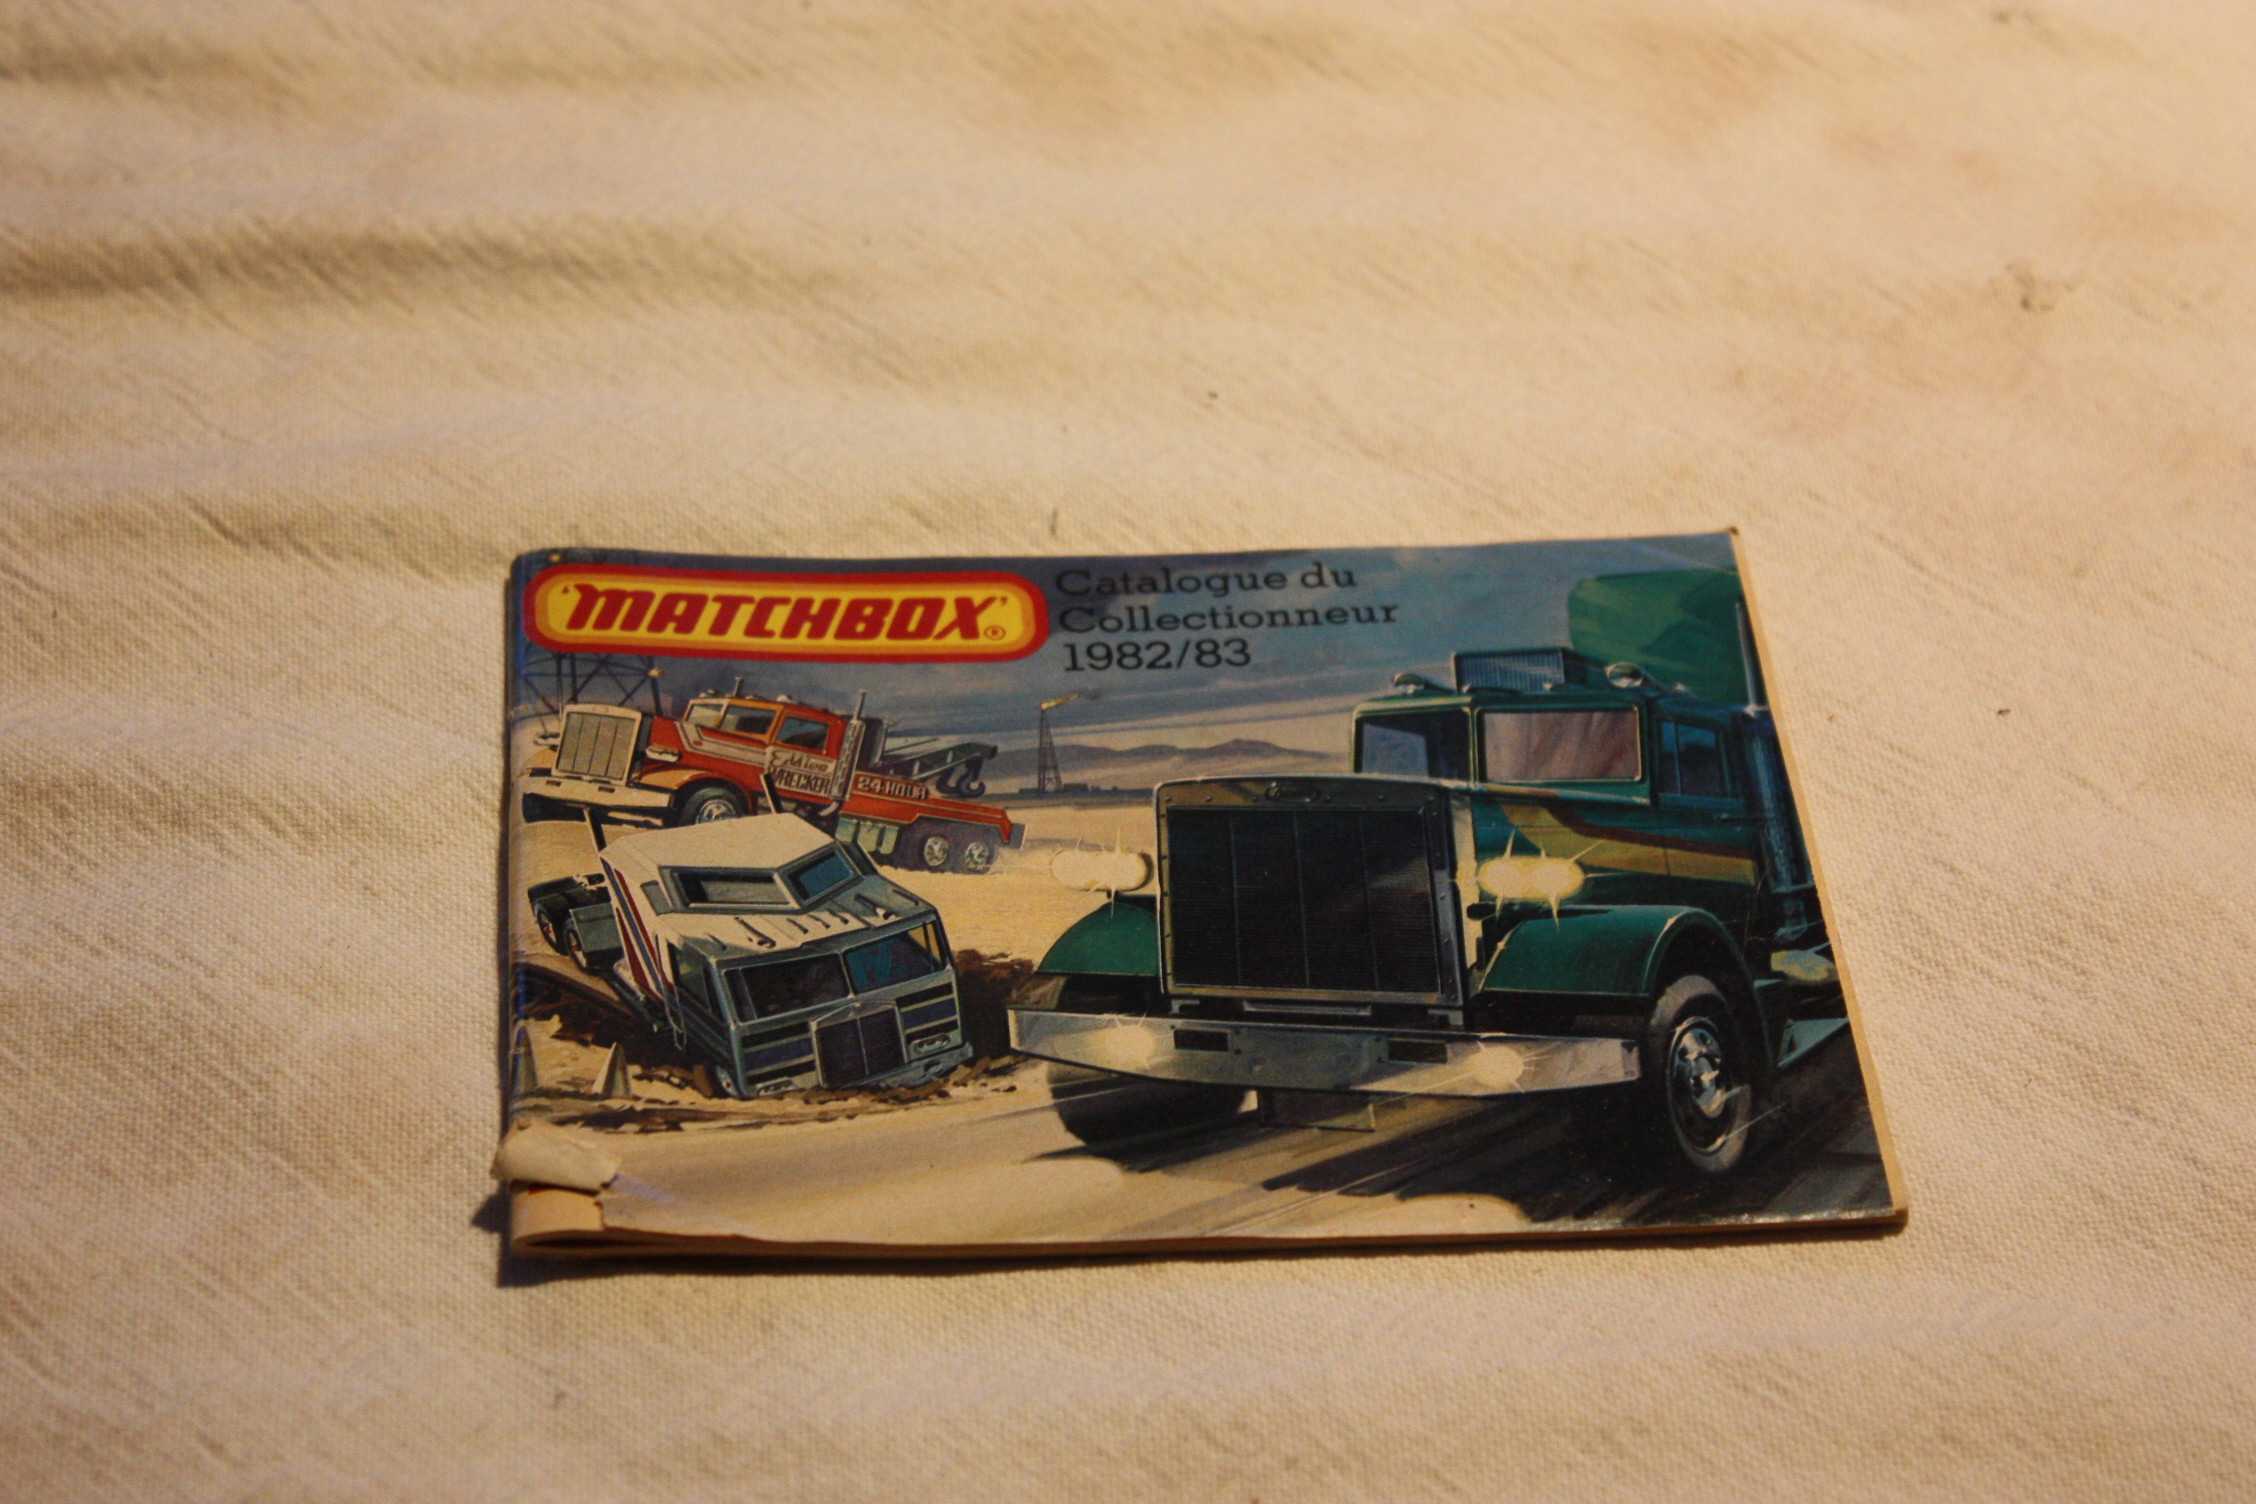 'MATCHBOX'®
Catalogue du
Collectionneur
1982/83
WRECKER
24-HOUR